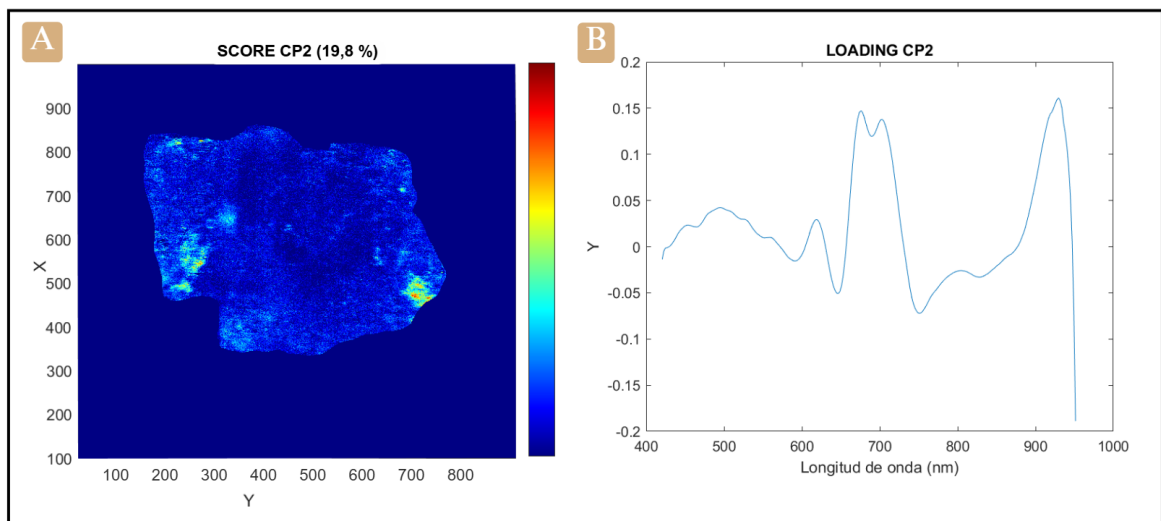 A
SCORE CP2 (19,8 %)
900
800
700
600
500
400
300
200
100
X
100 200 300 400 500 600 700 800
Y
B
LOADING CP2
0.2
0.15
0.1
0.05
0
-0.05
-0.1
-0.15
-0.2
Y
400 500 600 700 800 900 1000
Longitud de onda (nm)